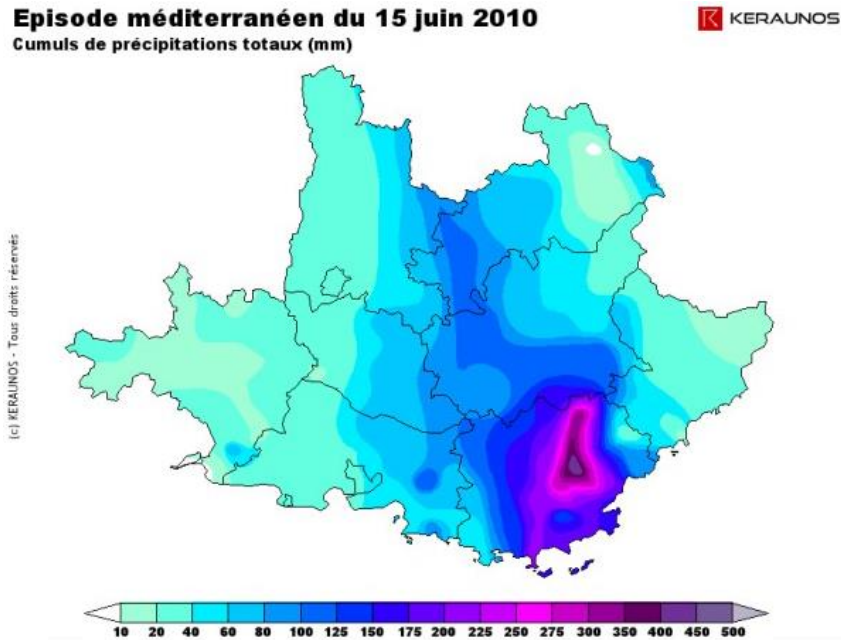 Episode méditerranéen du 15 juin 2010
KERAUNOS
Cumuls de précipitations totaux (mm)
(c) KERAUNOS - Tous droits réservés
10 20 40 60 80 100 125 150 175 200 225 250 275 300 350 400 450 500